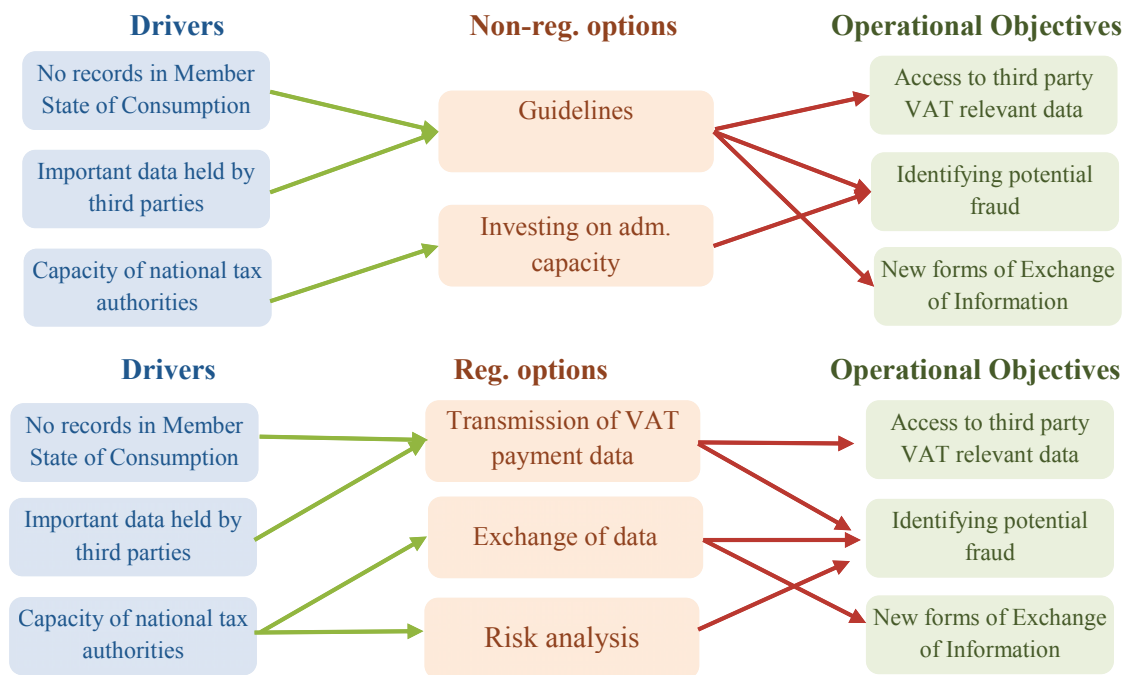 Drivers
Non-reg. options
Operational Objectives
No records in Member
State of Consumption
Important data held by
third parties
Capacity of national tax
authorities
Guidelines
Investing on adm.
capacity
Access to third party
VAT relevant data
Identifying potential
fraud
New forms of Exchange
of Information
Drivers
Reg. options
Operational Objectives
No records in Member
State of Consumption
Important data held by
third parties
Capacity of national tax
authorities
Transmission of VAT
payment data
Exchange of data
Risk analysis
Access to third party
VAT relevant data
Identifying potential
fraud
New forms of Exchange
of Information